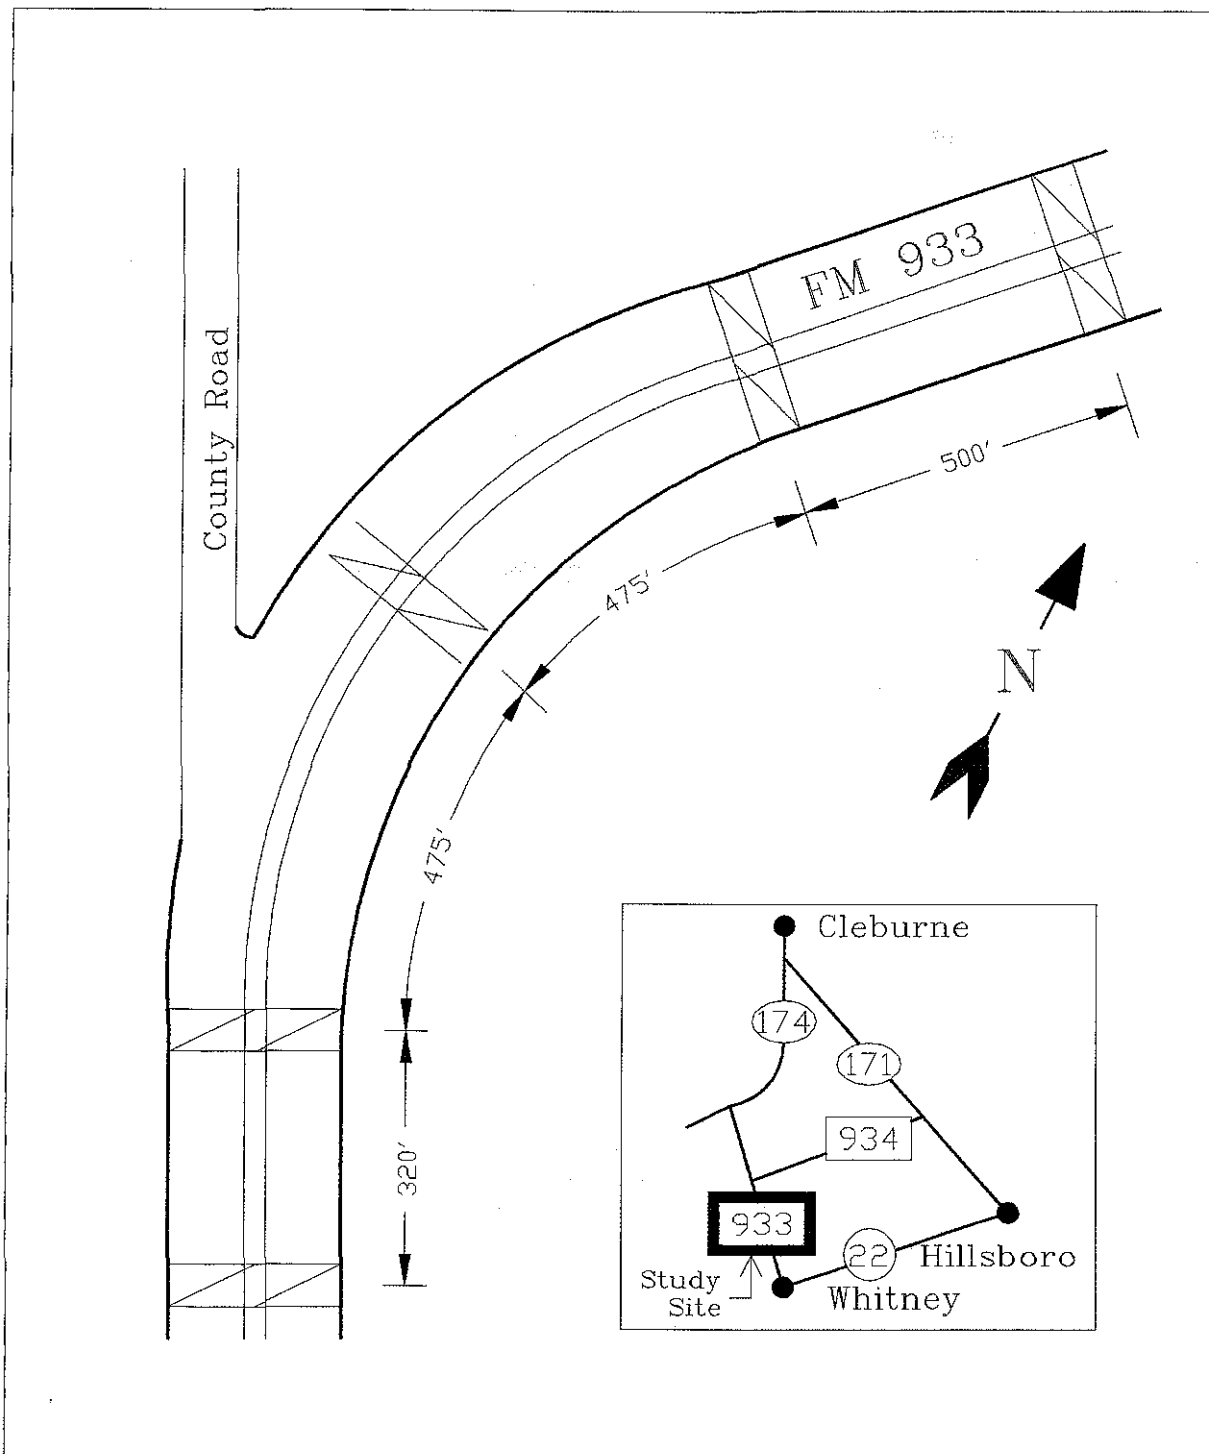 FM 933
County Road
500′
475′
N
475′
320′
Cleburne
174
171
934
933
22
Hillsboro
Study
Site
Whitney